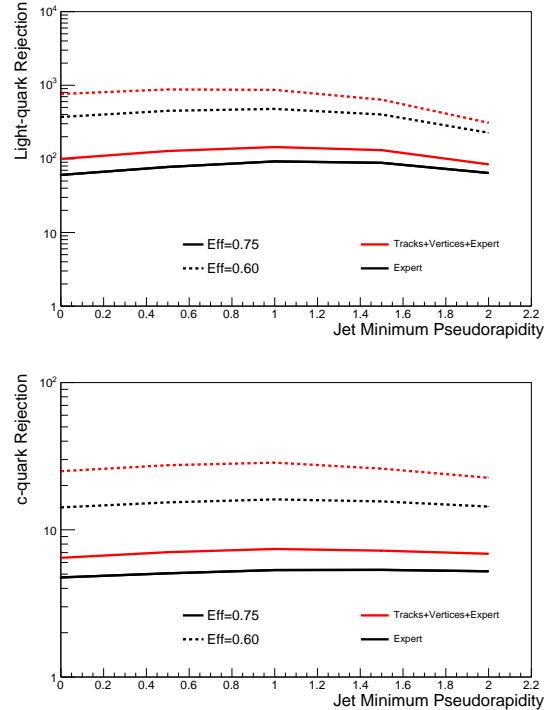 Light-quark Rejection
10^4
10^3
10^2
10
1
Eff=0.75
Eff=0.60
Tracks+Vertices+Expert
Expert
0 0.2 0.4 0.6 0.8 1 1.2 1.4 1.6 1.8 2 2.2
Jet Minimum Pseudorapidity
c-quark Rejection
10^2
10
1
Eff=0.75
Eff=0.60
Tracks+Vertices+Expert
Expert
0 0.2 0.4 0.6 0.8 1 1.2 1.4 1.6 1.8 2 2.2
Jet Minimum Pseudorapidity